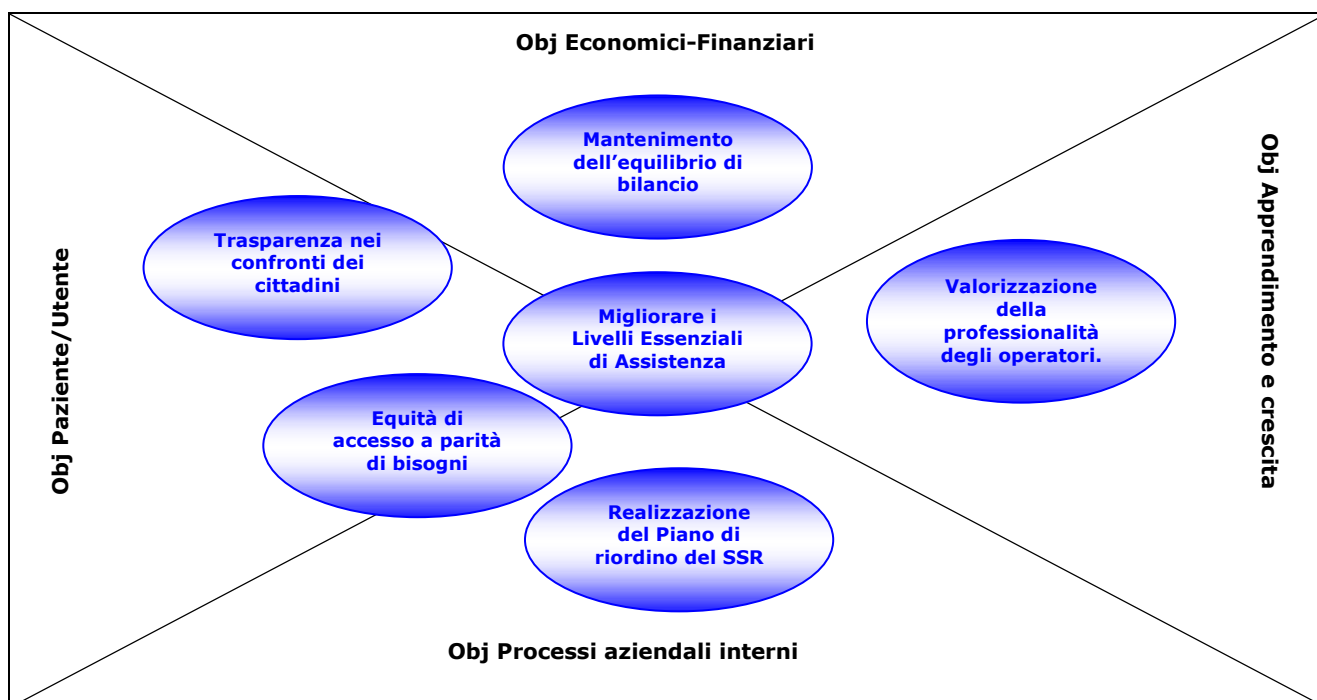 Obj Economici-Finanziari
Mantenimento
dell'equilibrio di
bilancio
Trasparenza nei
confronti dei
cittadini
Migliorare i
Livelli Essenziali
di Assistenza
Valorizzazione
della
professionalità
degli operatori.
Equità di
accesso a parità
di bisogni
Realizzazione
del Piano di
riordino del SSR
Obj Paziente/Utente
Obj Apprendimento e crescita
Obj Processi aziendali interni